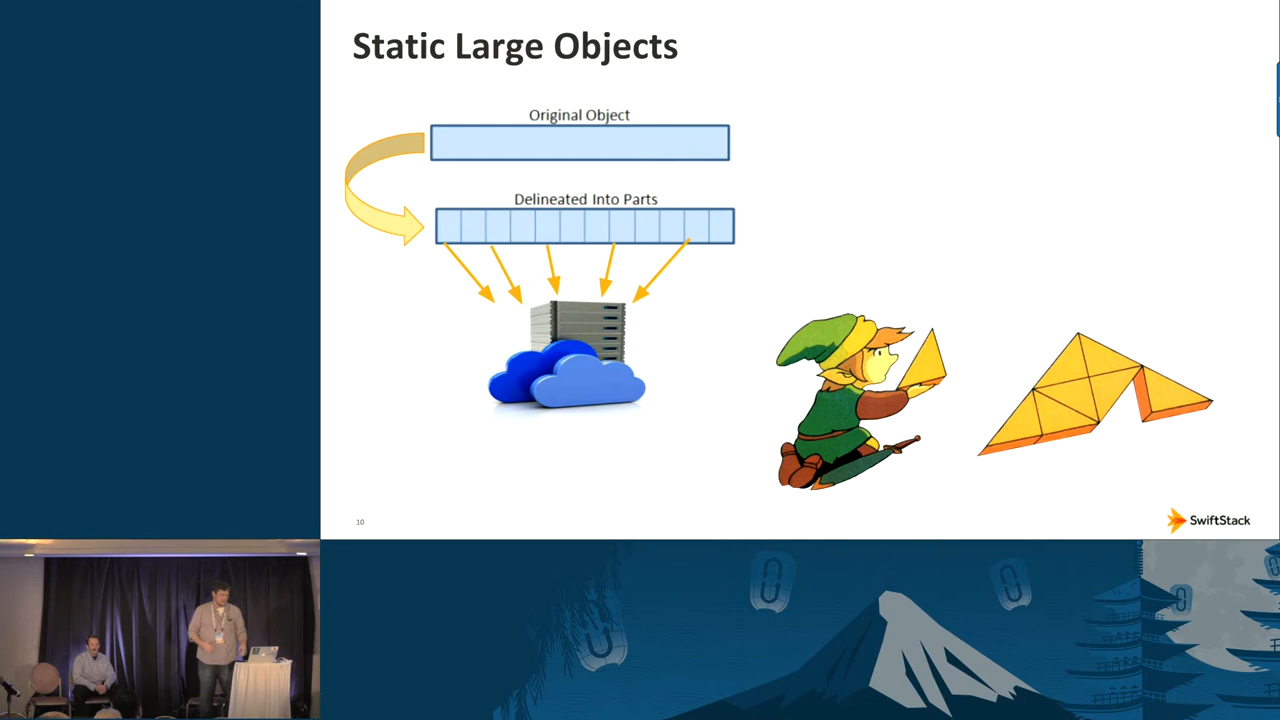 Static Large Objects
Original Object
Delineated Into Parts
10
SwiftStack